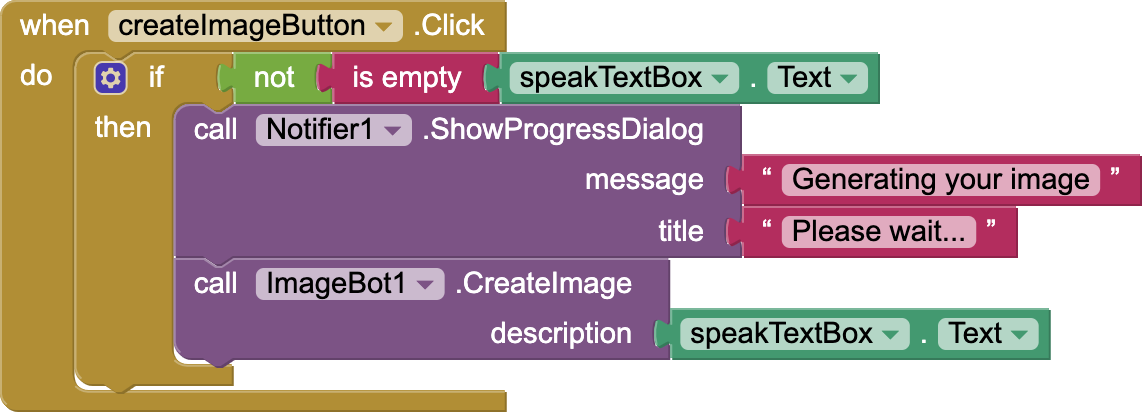 when createImageButton .Click
do if not is empty speakTextBox . Text
then call Notifier1 .ShowProgressDialog
message “ Generating your image ”
title “ Please wait... ”
call ImageBot1 .CreateImage
description speakTextBox . Text